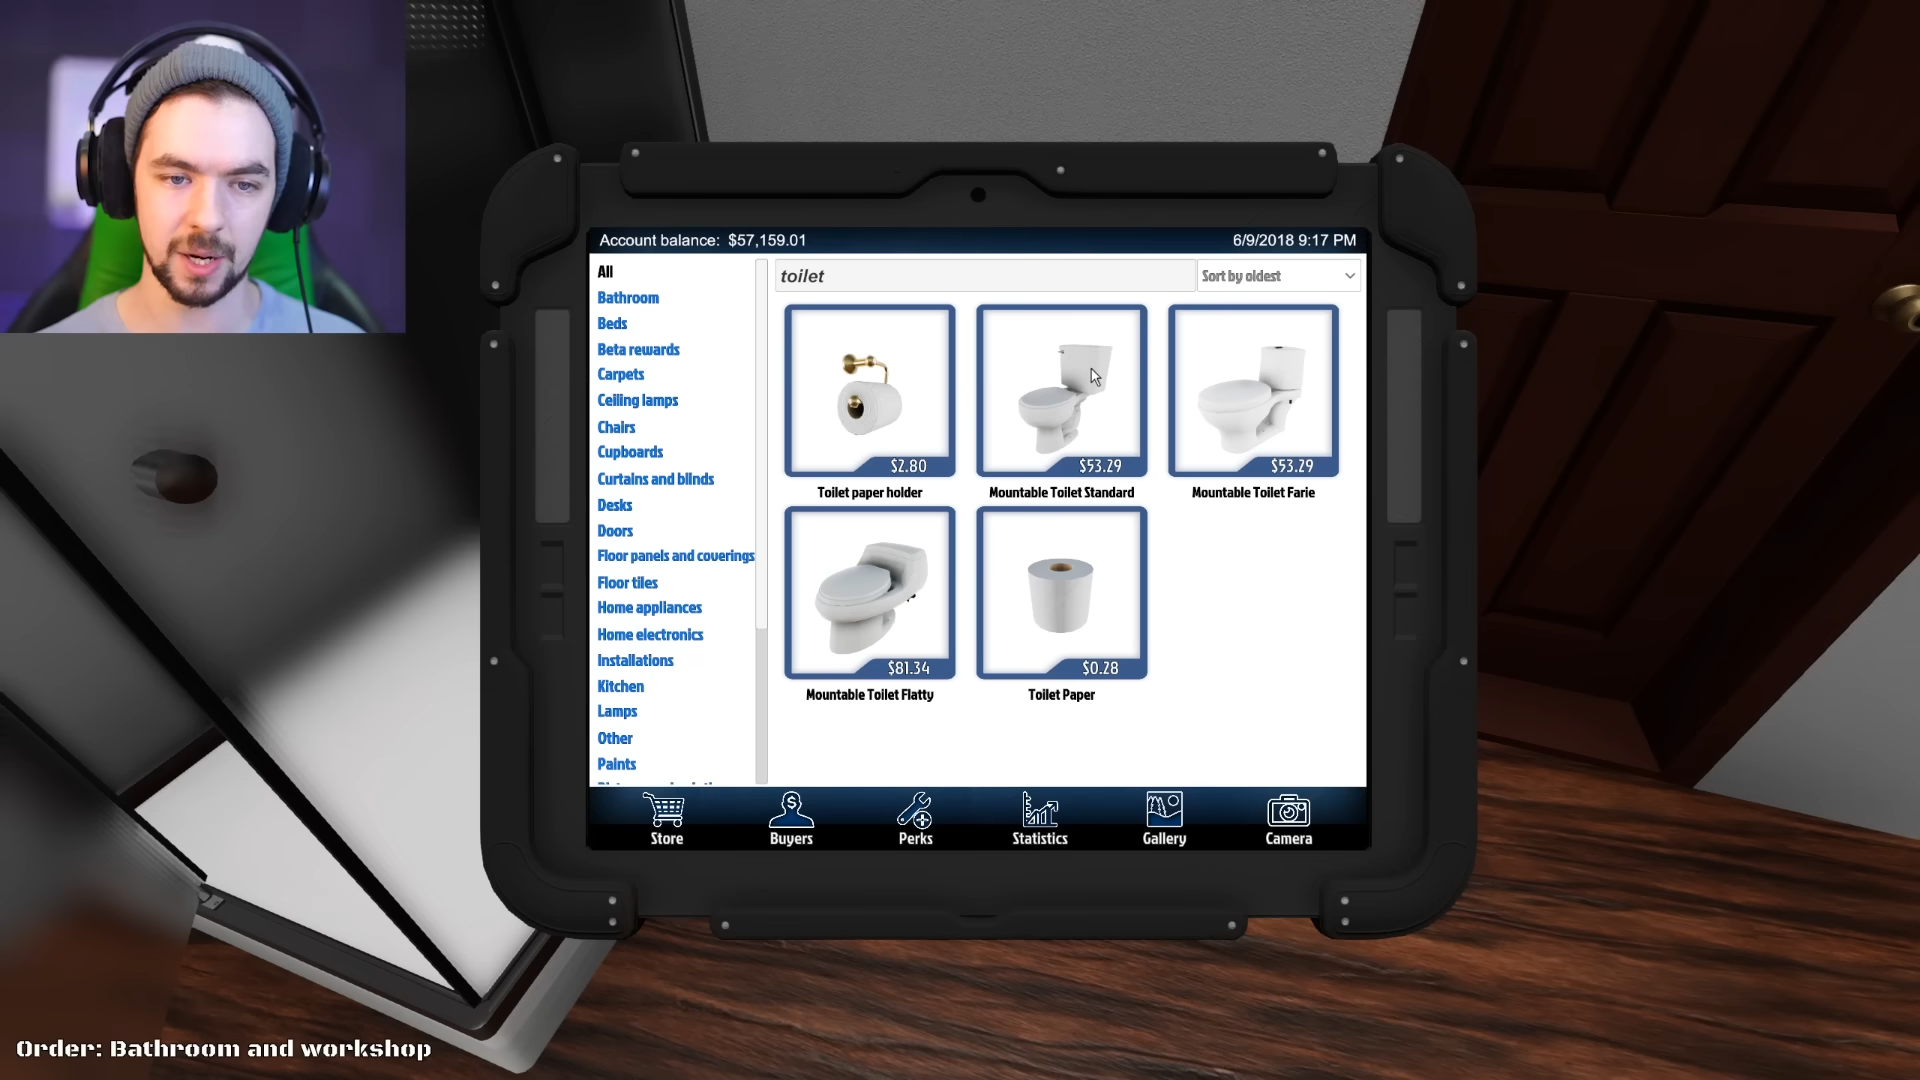 Account balance: $57,159.01
6/9/2018 9:17 PM
All
Bathroom
Beds
Beta rewards
Carpets
Ceiling lamps
Chairs
Cupboards
Curtains and blinds
Desks
Doors
Floor panels and coverings
Floor tiles
Home appliances
Home electronics
Installations
Kitchen
Lamps
Other
Paints
toilet
Sort by oldest
$2.80
$53.29
$53.29
Toilet paper holder
Mountable Toilet Standard
Mountable Toilet Farie
$81.34
$0.28
Mountable Toilet Flatty
Toilet Paper
Store
Buyers
Perks
Statistics
Gallery
Camera
Order: Bathroom and workshop